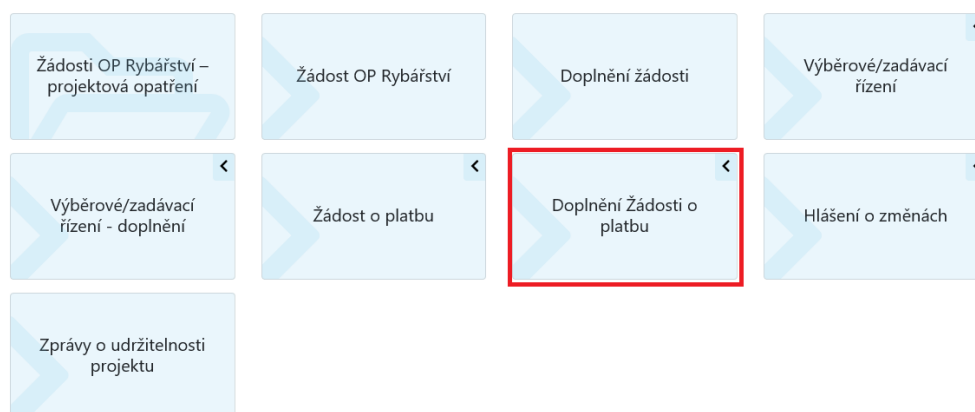 Žádosti OP Rybářství –
projektová opatření
Žádost OP Rybářství
Doplnění žádosti
Výběrové/zadávací
řízení
Výběrové/zadávací
řízení - doplnění
Žádost o platbu
Doplnění Žádosti o
platbu
Hlášení o změnách
Zprávy o udržitelnosti
projektu